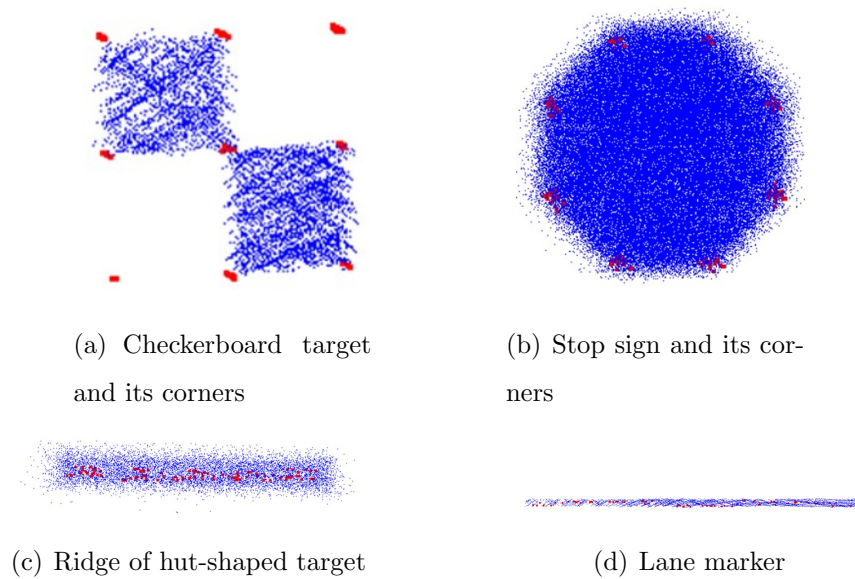 (a) Checkerboard target
and its corners
(b) Stop sign and its cor-
ners
(c) Ridge of hut-shaped target
(d) Lane marker